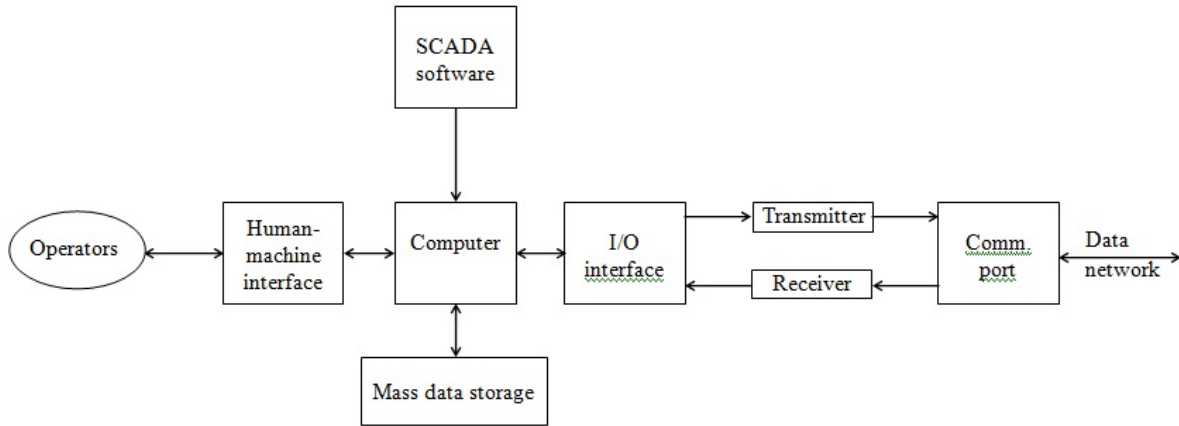 SCADA
software
Operators
Human-
machine
interface
Computer
I/O
interface
Transmitter
Receiver
Comm.
port
Data
network
Mass data storage